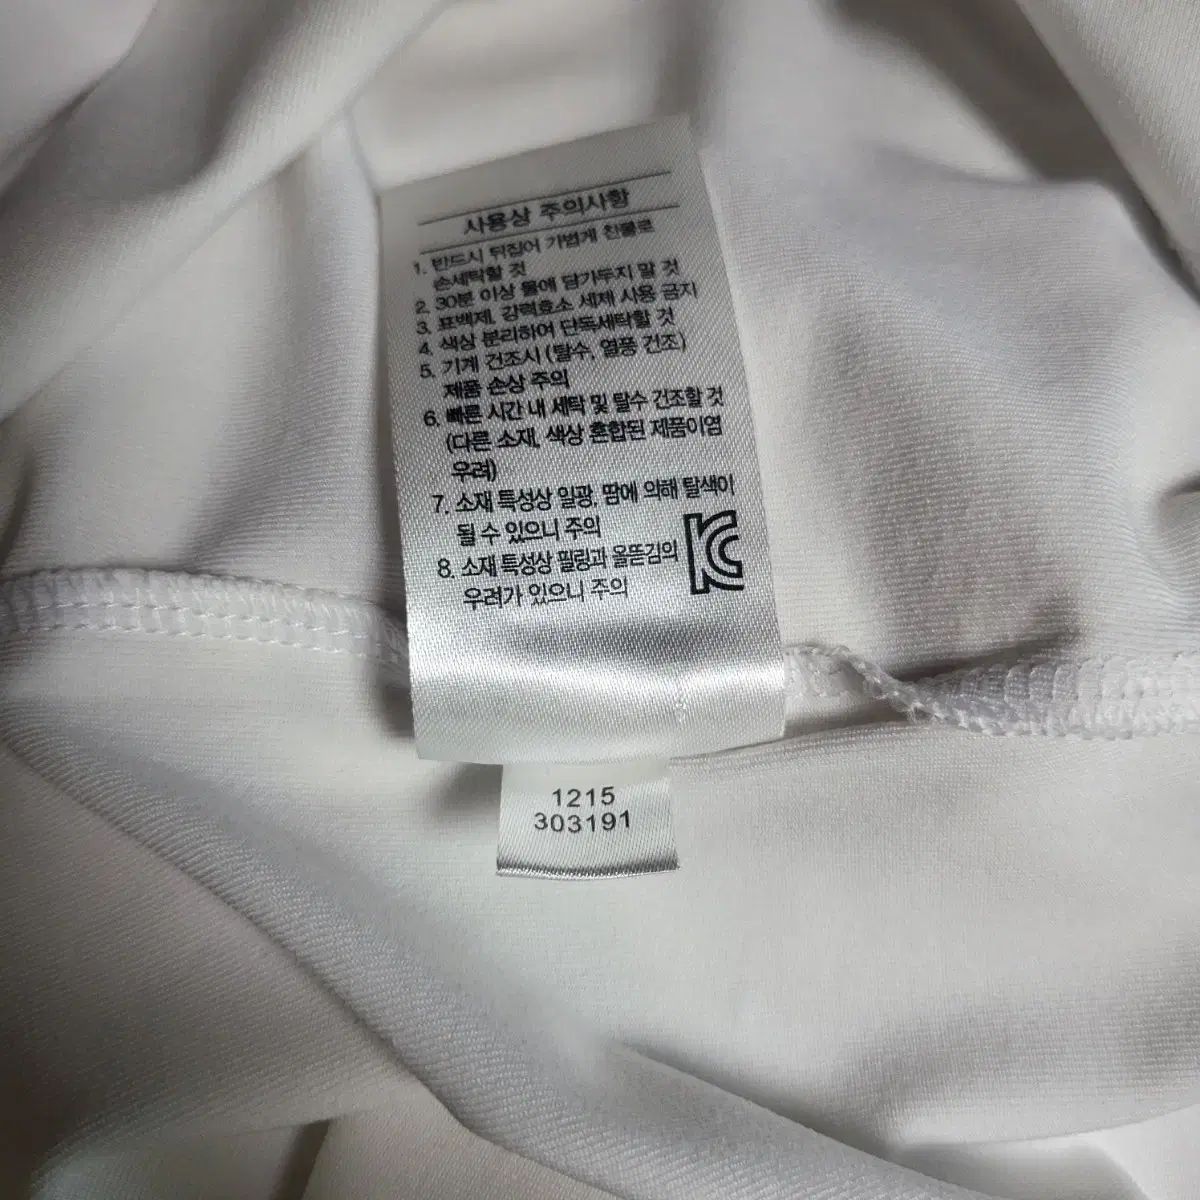 사용상 주의사항
1. 반드시 뒤집어 가볍게 찬물로
손세탁할 것
2. 30분 이상 물에 담가두지 말 것
3. 표백제, 강력효소 세제 사용 금지
4. 색상 분리하여 단독세탁할 것
5. 기계 건조시 (탈수, 열풍 건조)
제품 손상 주의
6. 빠른 시간 내 세탁 및 탈수 건조할 것
(다른 소재, 색상 혼합된 제품이염
우려)
7. 소재 특성상 일광, 땀에 의해 탈색이
될 수 있으니 주의
8. 소재 특성상 필링과 올뜯김의
우려가 있으니 주의
1215
303191